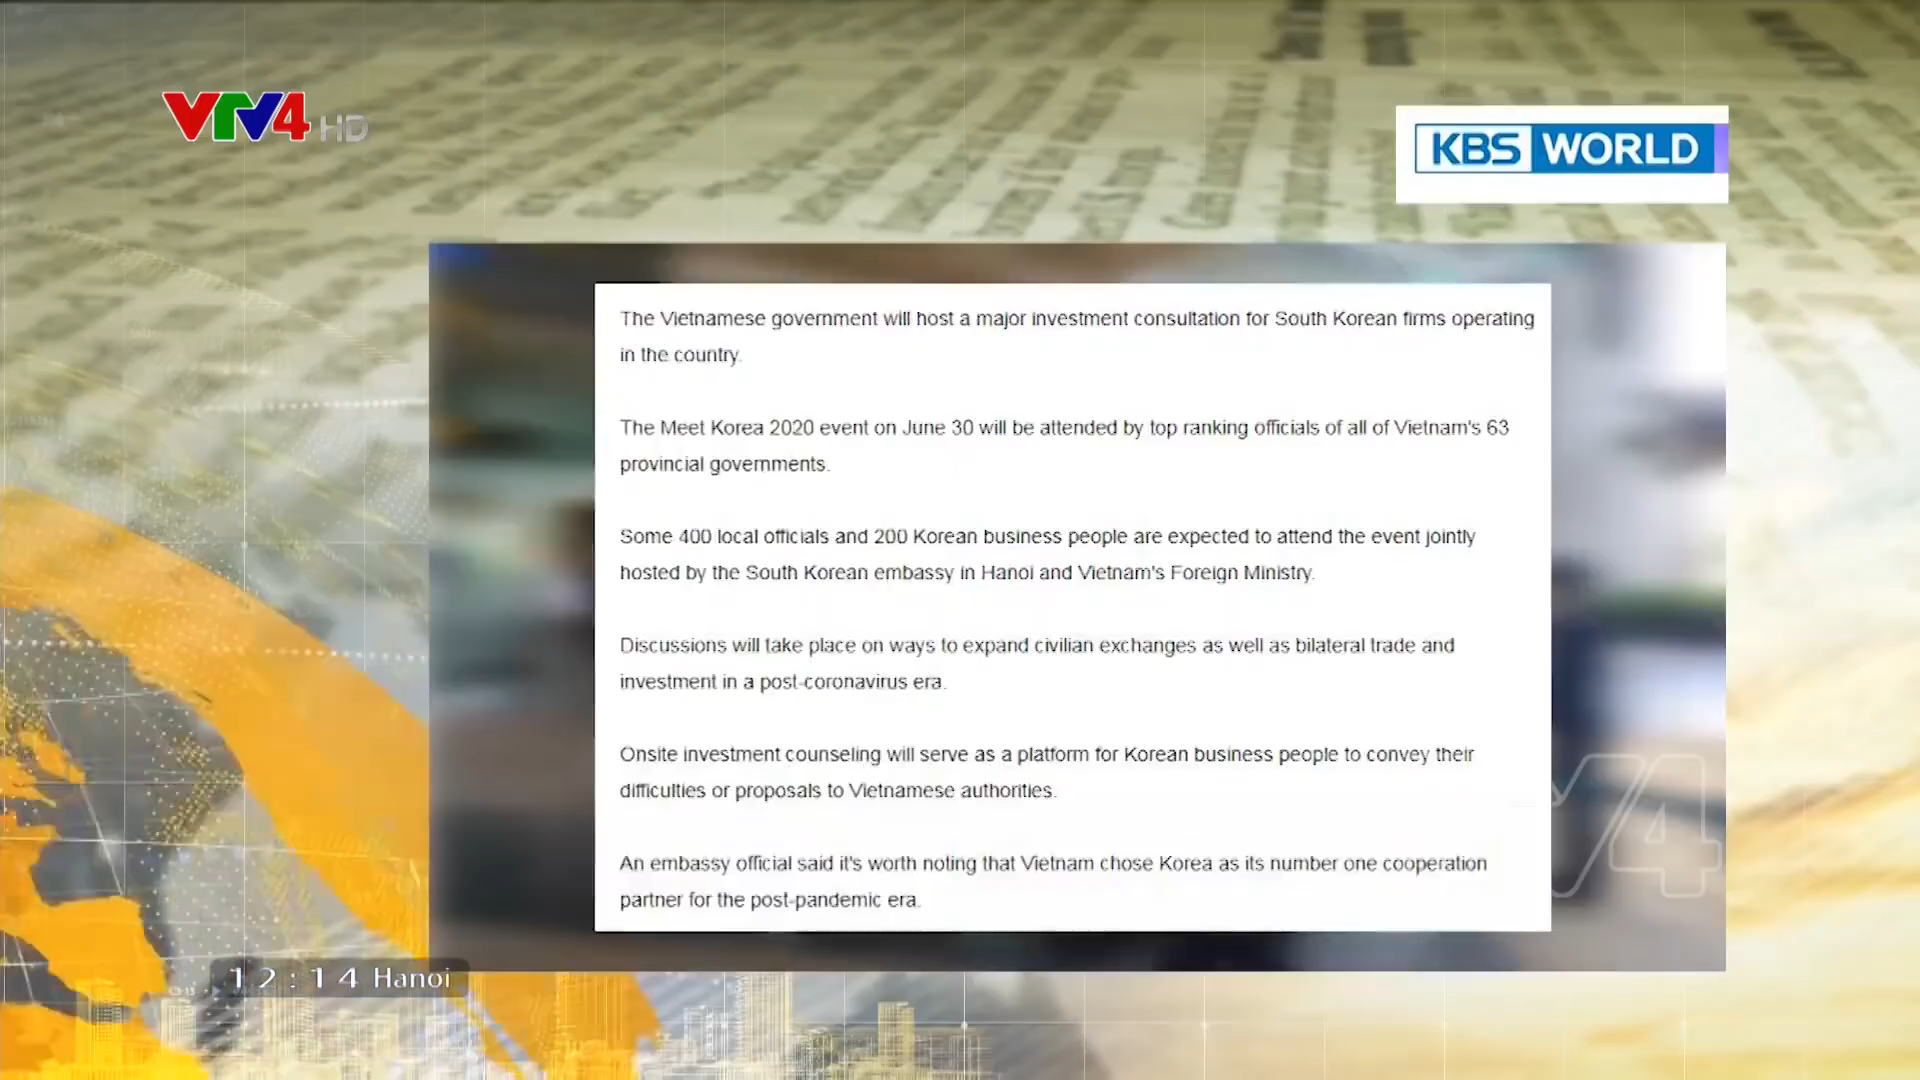 VTV4 HD
KBS WORLD
The Vietnamese government will host a major investment consultation for South Korean firms operating
in the country.
The Meet Korea 2020 event on June 30 will be attended by top ranking officials of all of Vietnam's 63
provincial governments.
Some 400 local officials and 200 Korean business people are expected to attend the event jointly
hosted by the South Korean embassy in Hanoi and Vietnam's Foreign Ministry.
Discussions will take place on ways to expand civilian exchanges as well as bilateral trade and
investment in a post-coronavirus era.
Onsite investment counseling will serve as a platform for Korean business people to convey their
difficulties or proposals to Vietnamese authorities.
An embassy official said it's worth noting that Vietnam chose Korea as its number one cooperation
partner for the post-pandemic era.
V4
12:14 Hanoi